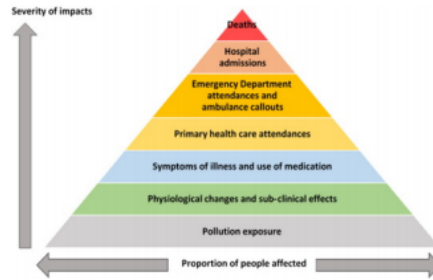 Severity of impacts
Deaths
Hospital
admissions
Emergency Department
attendances and
ambulance callouts
Primary health care attendances
Symptoms of illness and use of medication
Physiological changes and sub-clinical effects
Pollution exposure
Proportion of people affected